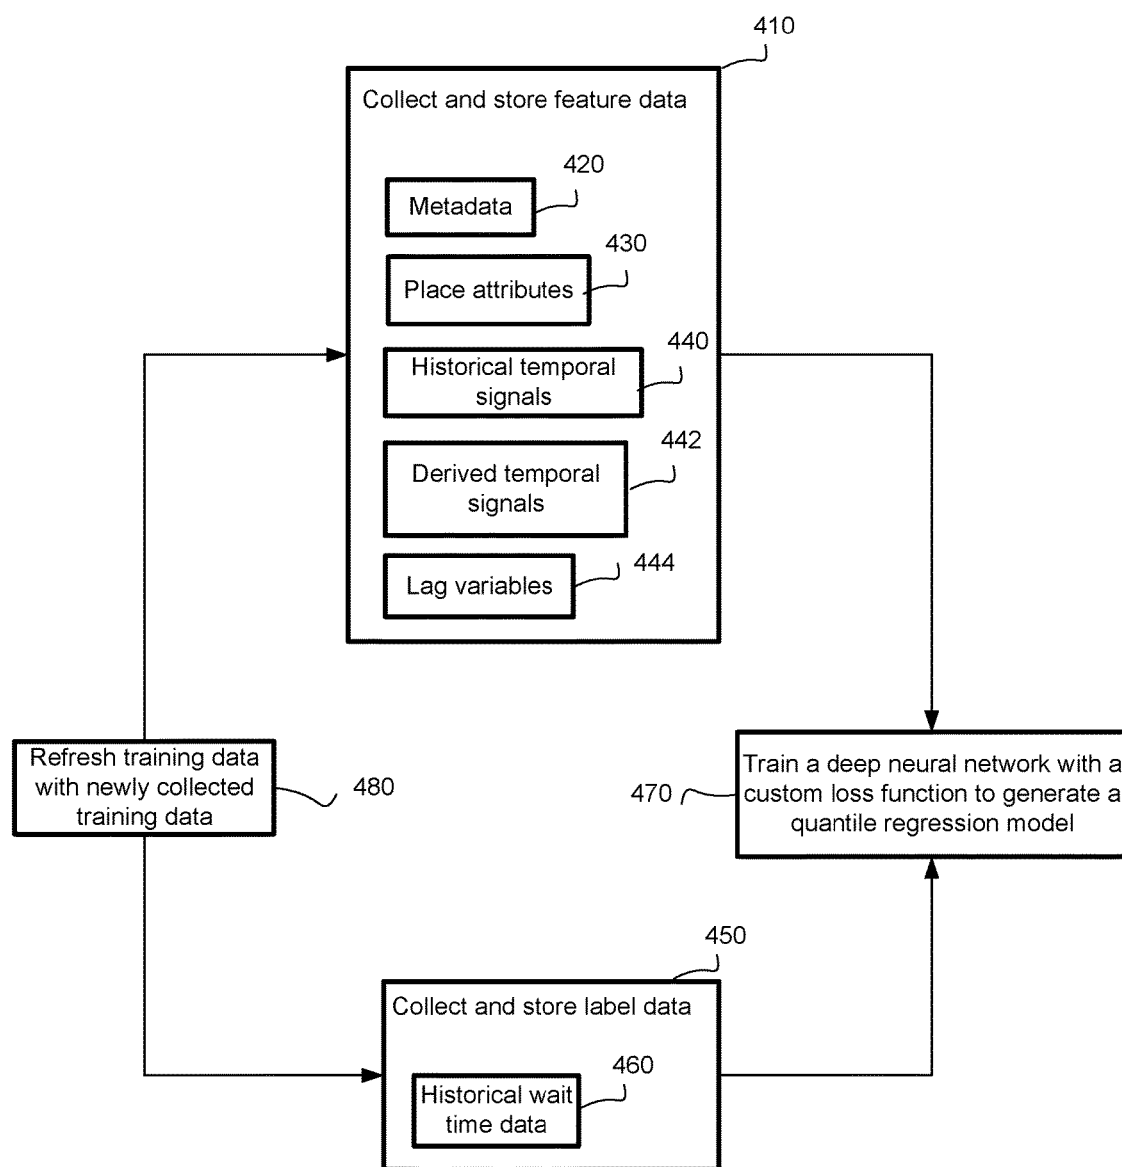 410
Collect and store feature data
420
Metadata
430
Place attributes
440
Historical temporal
signals
442
Derived temporal
signals
444
Lag variables
Refresh training data
with newly collected
training data
480
470
Train a deep neural network with a
custom loss function to generate a
quantile regression model
450
Collect and store label data
460
Historical wait
time data